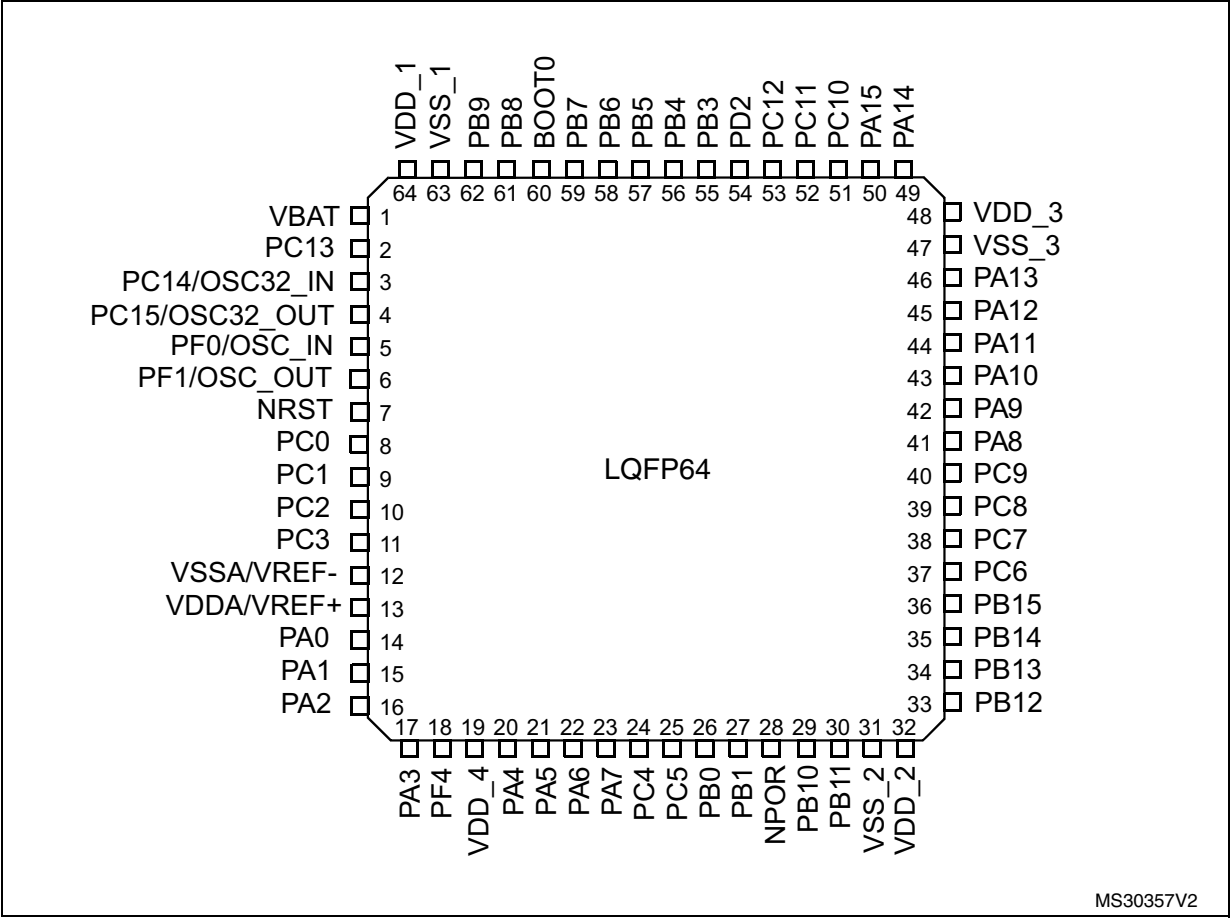 VDD_1 VSS_1 PB9 PB8 BOOT0 PB7 PB6 PB5 PB4 PB3 PD2 PC12 PC11 PC10 PA15 PA14
64 63 62 61 60 59 58 57 56 55 54 53 52 51 50 49
VBAT 1 48 VDD_3
PC13 2 47 VSS_3
PC14/OSC32_IN 3 46 PA13
PC15/OSC32_OUT 4 45 PA12
PF0/OSC_IN 5 44 PA11
PF1/OSC_OUT 6 43 PA10
NRST 7 42 PA9
PC0 8 41 PA8
LQFP64
PC1 9 40 PC9
PC2 10 39 PC8
PC3 11 38 PC7
VSSA/VREF- 12 37 PC6
VDDA/VREF+ 13 36 PB15
PA0 14 35 PB14
PA1 15 34 PB13
PA2 16 33 PB12
17 18 19 20 21 22 23 24 25 26 27 28 29 30 31 32
PA3 PF4 VDD_4 PA4 PA5 PA6 PA7 PC4 PC5 PB0 PB1 NPOR PB10 PB11 VSS_2 VDD_2
MS30357V2